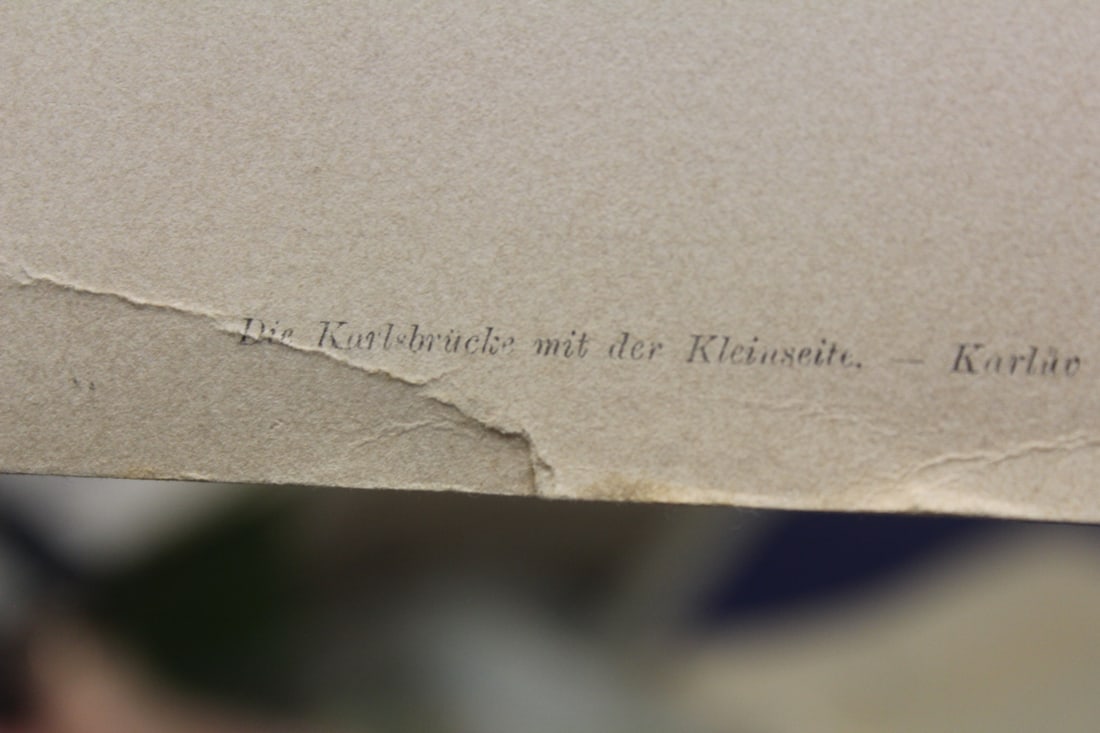 Die Karlsbrücke mit der Kleinseite. — Karlův